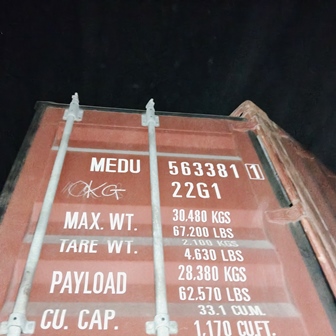 MEDU 563381 1
OKG 22G1
MAX. WT. 30.480 KGS
67.200 LBS
TARE WT. 2.100 KGS
4.630 LBS
PAYLOAD 28.380 KGS
62.570 LBS
CU. CAP. 33.1 CU.M.
1.170 CU.FT.